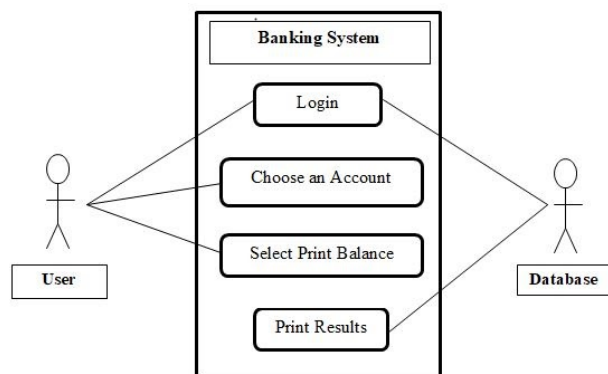 Banking System
Login
Choose an Account
Select Print Balance
Print Results
User
Database